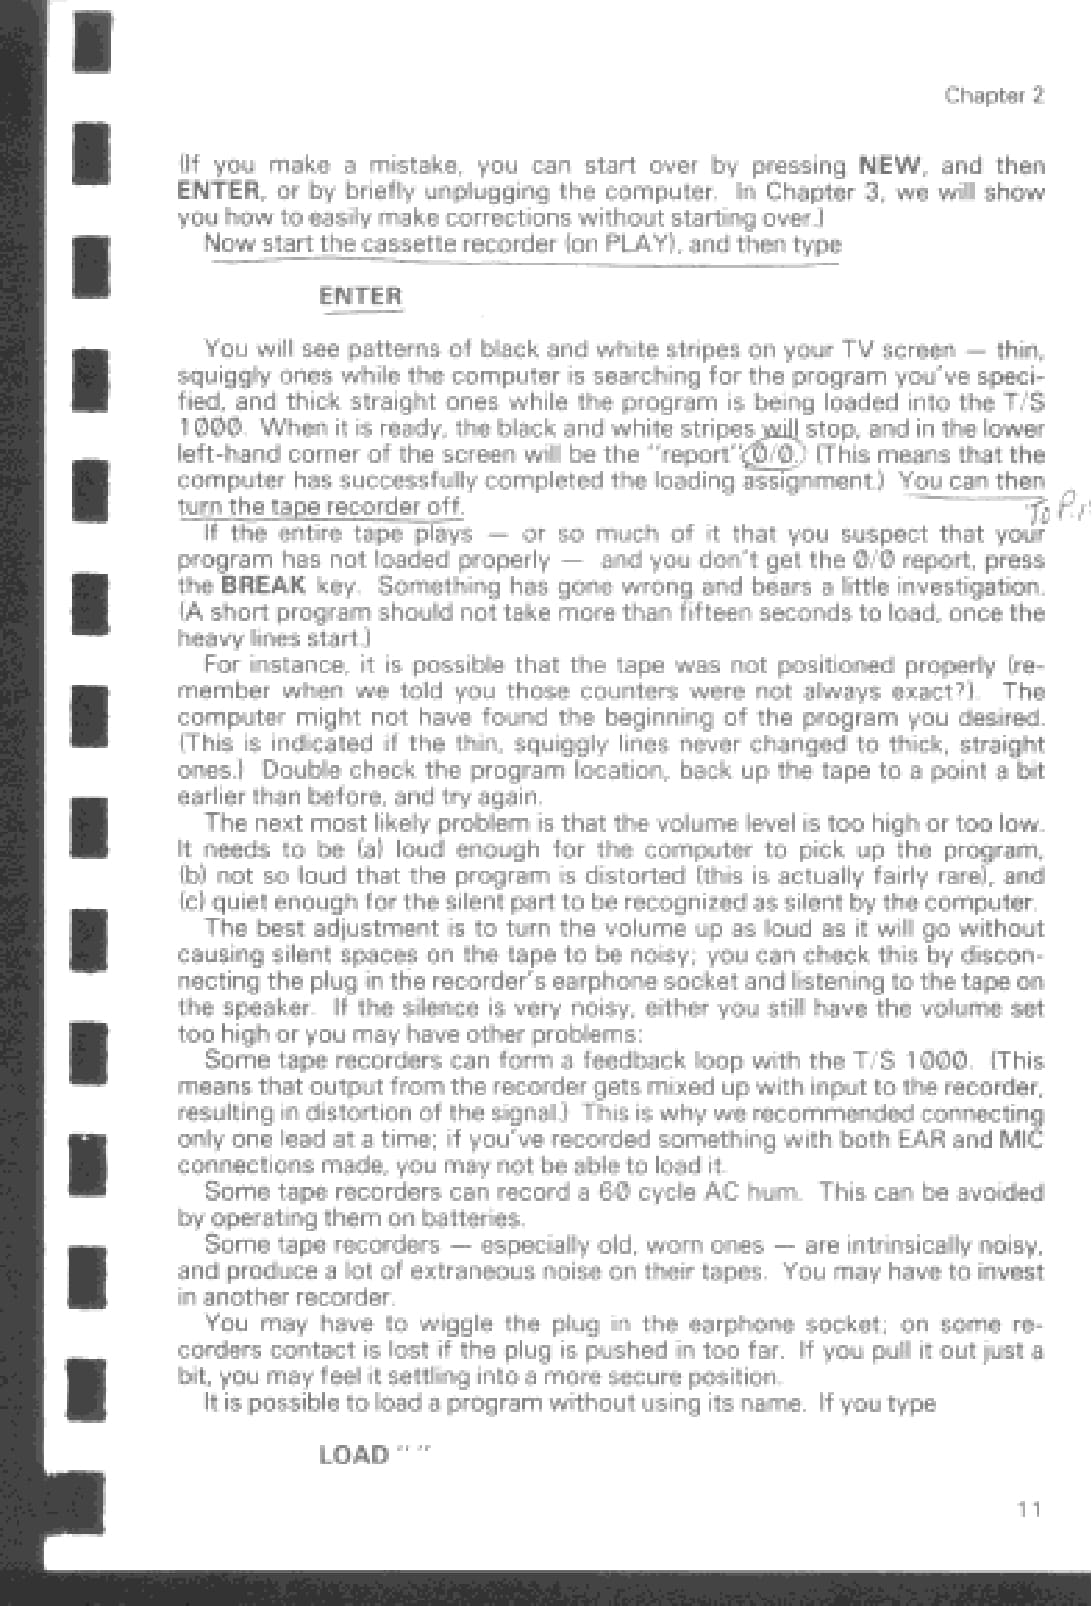 Chapter 2
(If you make a mistake, you can start over by pressing NEW, and then
ENTER, or by briefly unplugging the computer. In Chapter 3, we will show
you how to easily make corrections without starting over.)
Now start the cassette recorder (on PLAY), and then type
ENTER
You will see patterns of black and white stripes on your TV screen — thin,
squiggly ones while the computer is searching for the program you've speci-
fied, and thick straight ones while the program is being loaded into the T/S
1000. When it is ready, the black and white stripes will stop, and in the lower
left-hand corner of the screen will be the "report" 0/0. (This means that the
computer has successfully completed the loading assignment.) You can then
turn the tape recorder off.
To
If the entire tape plays — or so much of it that you suspect that your
program has not loaded properly — and you don't get the 0/0 report, press
the BREAK key. Something has gone wrong and bears a little investigation.
(A short program should not take more than fifteen seconds to load, once the
heavy lines start.)
For instance, it is possible that the tape was not positioned properly (re-
member when we told you those counters were not always exact?). The
computer might not have found the beginning of the program you desired.
(This is indicated if the thin, squiggly lines never changed to thick, straight
ones.) Double check the program location, back up the tape to a point a bit
earlier than before, and try again.
The next most likely problem is that the volume level is too high or too low.
It needs to be (a) loud enough for the computer to pick up the program,
(b) not so loud that the program is distorted (this is actually fairly rare), and
(c) quiet enough for the silent part to be recognized as silent by the computer.
The best adjustment is to turn the volume up as loud as it will go without
causing silent spaces on the tape to be noisy; you can check this by discon-
necting the plug in the recorder's earphone socket and listening to the tape on
the speaker. If the silence is very noisy, either you still have the volume set
too high or you may have other problems:
Some tape recorders can form a feedback loop with the T/S 1000. (This
means that output from the recorder gets mixed up with input to the recorder,
resulting in distortion of the signal.) This is why we recommended connecting
only one lead at a time; if you've recorded something with both EAR and MIC
connections made, you may not be able to load it.
Some tape recorders can record a 60 cycle AC hum. This can be avoided
by operating them on batteries.
Some tape recorders — especially old, worn ones — are intrinsically noisy,
and produce a lot of extraneous noise on their tapes. You may have to invest
in another recorder.
You may have to wiggle the plug in the earphone socket; on some re-
corders contact is lost if the plug is pushed in too far. If you pull it out just a
bit, you may feel it settling into a more secure position.
It is possible to load a program without using its name. If you type
LOAD " "
11